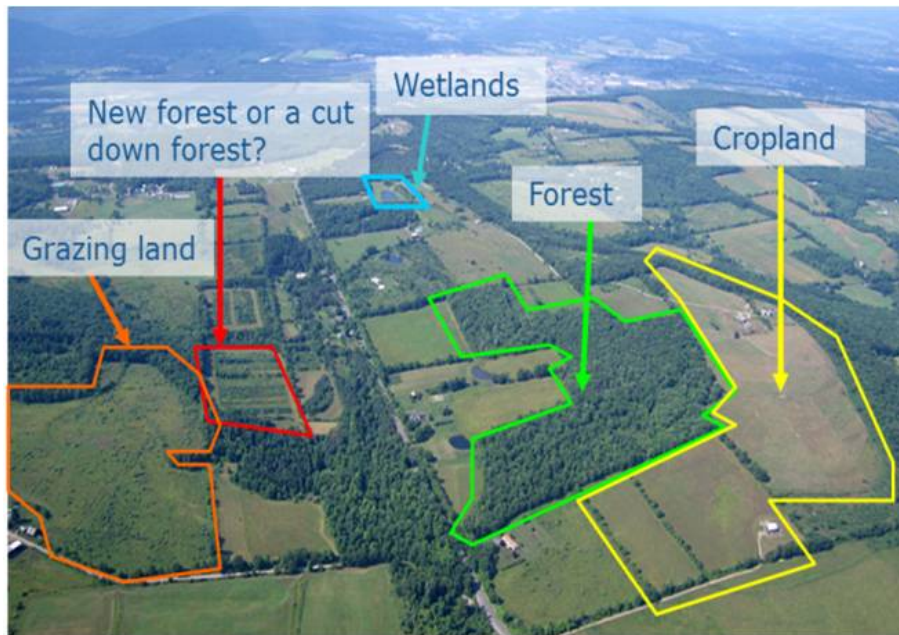 Wetlands
New forest or a cut
down forest?
Cropland
Forest
Grazing land